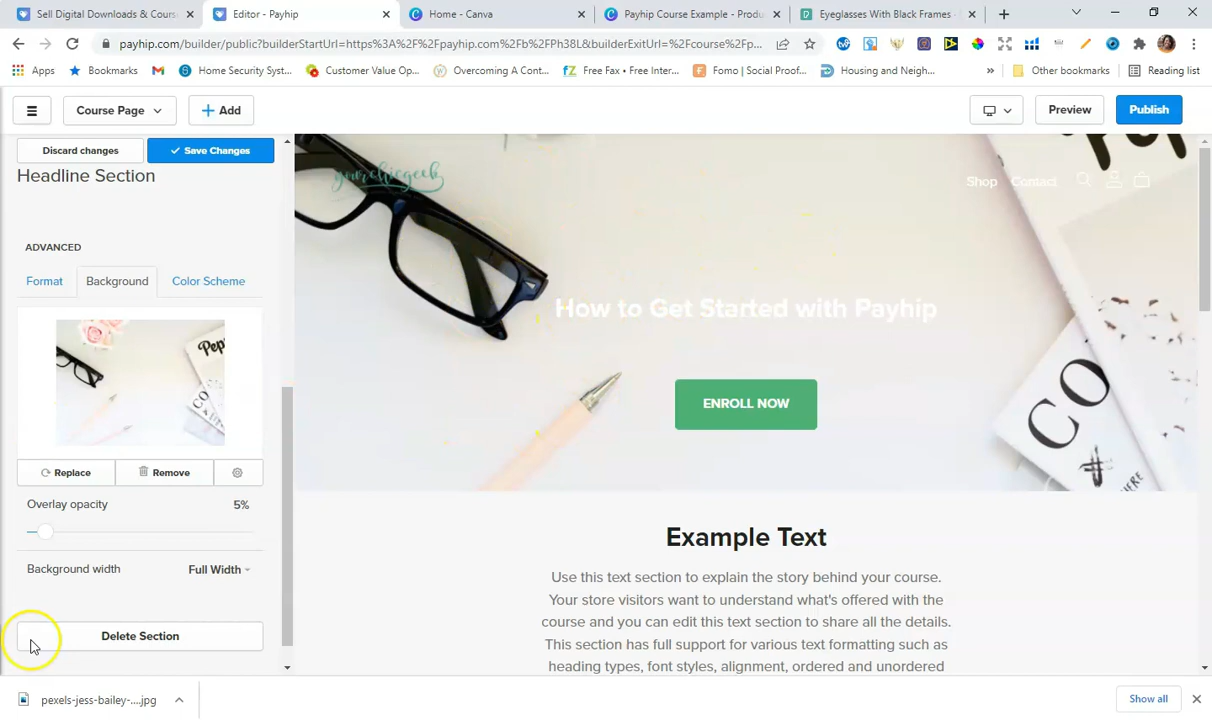 Sell Digital Downloads & Cours
Editor - Payhip
Home - Canva
Payhip Course Example - Produ
Eyeglasses With Black Frames -
payhip.com/builder/public?builderStartUrl=https%3A%2F%2Fpayhip.com%2Fb%2FPh38L&builderExitUrl=%2Fcourse%2Fp...
Apps
Bookmarks
Home Security Syst...
Customer Value Op...
Overcoming A Cont...
Free Fax • Free Inter...
Fomo | Social Proof...
Housing and Neigh...
»
Other bookmarks
Reading list
Course Page
+ Add
Preview
Publish
Discard changes
Save Changes
Headline Section
ADVANCED
Format
Background
Color Scheme
Pep
CO
Replace
Remove
Overlay opacity
5%
Background width
Full Width
Delete Section
yourchicgeek
Shop
Contact
How to Get Started with Payhip
ENROLL NOW
CO
#
HERE
Example Text
Use this text section to explain the story behind your course.
Your store visitors want to understand what's offered with the
course and you can edit this text section to share all the details.
This section has full support for various text formatting such as
heading types, font styles, alignment, ordered and unordered
pexels-jess-bailey-....jpg
Show all